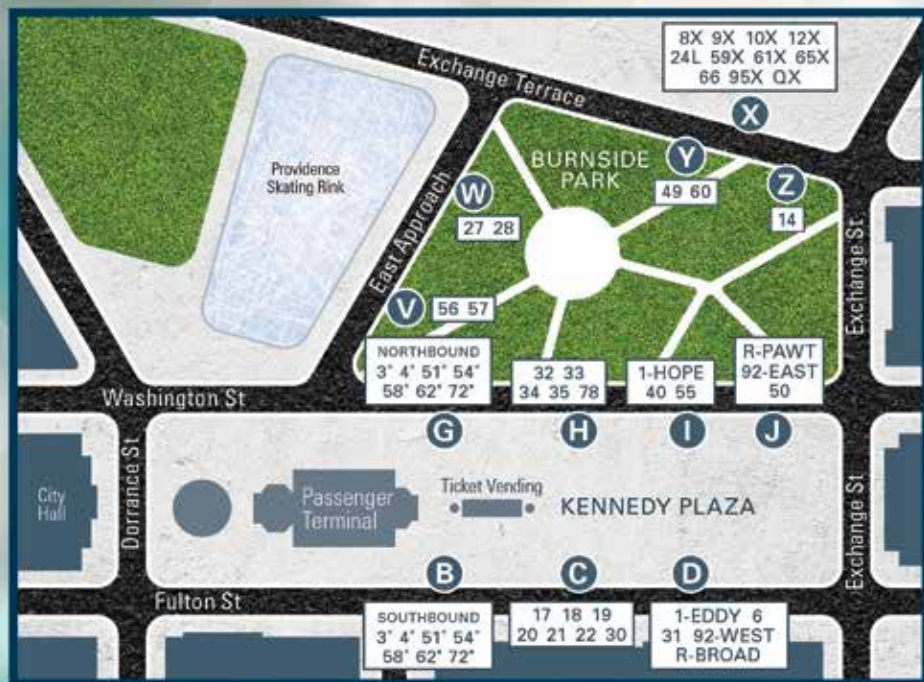 Exchange Terrace
8X 9X 10X 12X
24L 59X 61X 65X
66 95X QX
X
Providence
Skating Rink
BURNSIDE
PARK
Y
49 60
Z
14
W
27 28
East Approach
Exchange St
V
56 57
NORTHBOUND
3* 4* 51* 54*
58* 62* 72*
32 33
34 35 78
1-HOPE
40 55
R-PAWT
92-EAST
50
Washington St
G
H
I
J
City
Hall
Dorrance St
Passenger
Terminal
Ticket Vending
KENNEDY PLAZA
Exchange St
B
C
D
Fulton St
SOUTHBOUND
3* 4* 51* 54*
58* 62* 72*
17 18 19
20 21 22 30
1-EDDY 6
31 92-WEST
R-BROAD